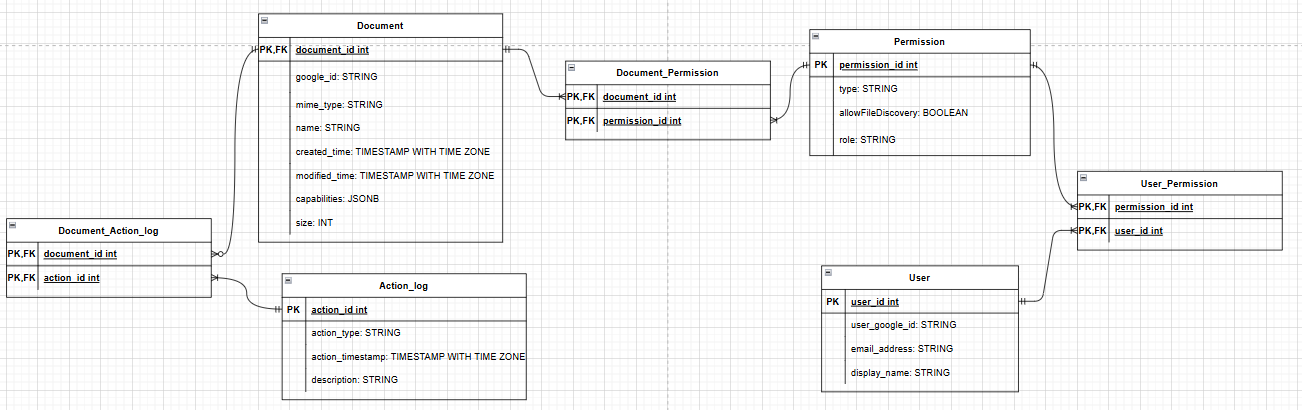 Document
PK,FK document_id int
google_id: STRING
mime_type: STRING
name: STRING
created_time: TIMESTAMP WITH TIME ZONE
modified_time: TIMESTAMP WITH TIME ZONE
capabilities: JSONB
size: INT
Document_Permission
PK,FK document_id int
PK,FK permission_id int
Permission
PK permission_id int
type: STRING
allowFileDiscovery: BOOLEAN
role: STRING
User_Permission
PK,FK permission_id int
PK,FK user_id int
Document_Action_log
PK,FK document_id int
PK,FK action_id int
Action_log
PK action_id int
action_type: STRING
action_timestamp: TIMESTAMP WITH TIME ZONE
description: STRING
User
PK user_id int
user_google_id: STRING
email_address: STRING
display_name: STRING